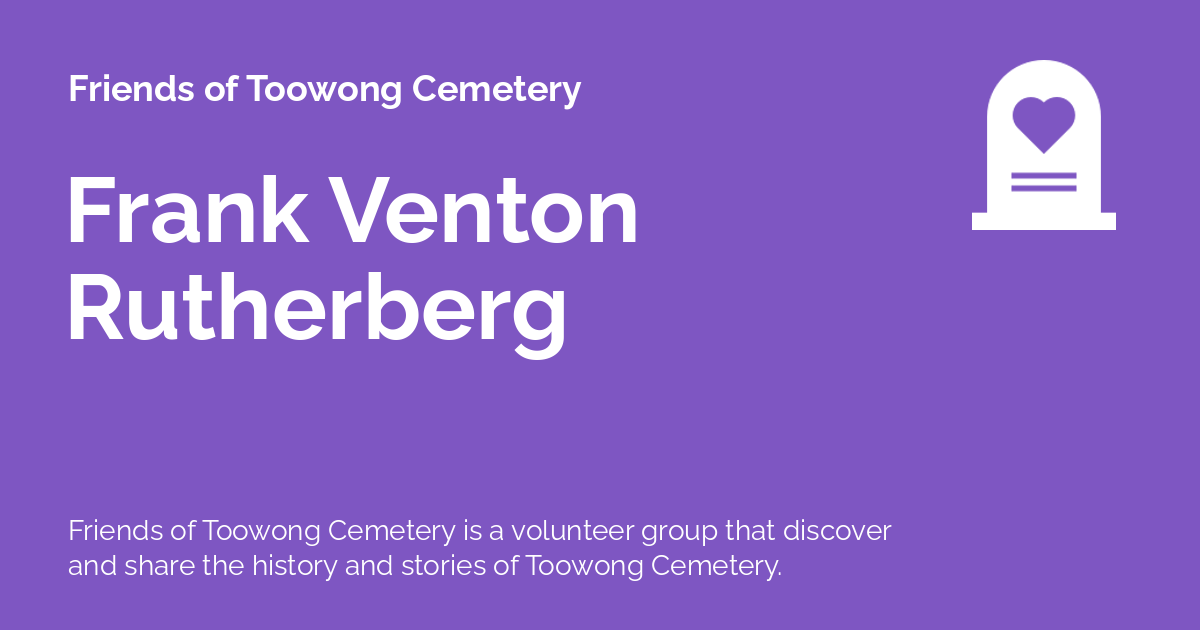 Friends of Toowong Cemetery
Frank Venton
Rutherberg
Friends of Toowong Cemetery is a volunteer group that discover
and share the history and stories of Toowong Cemetery.